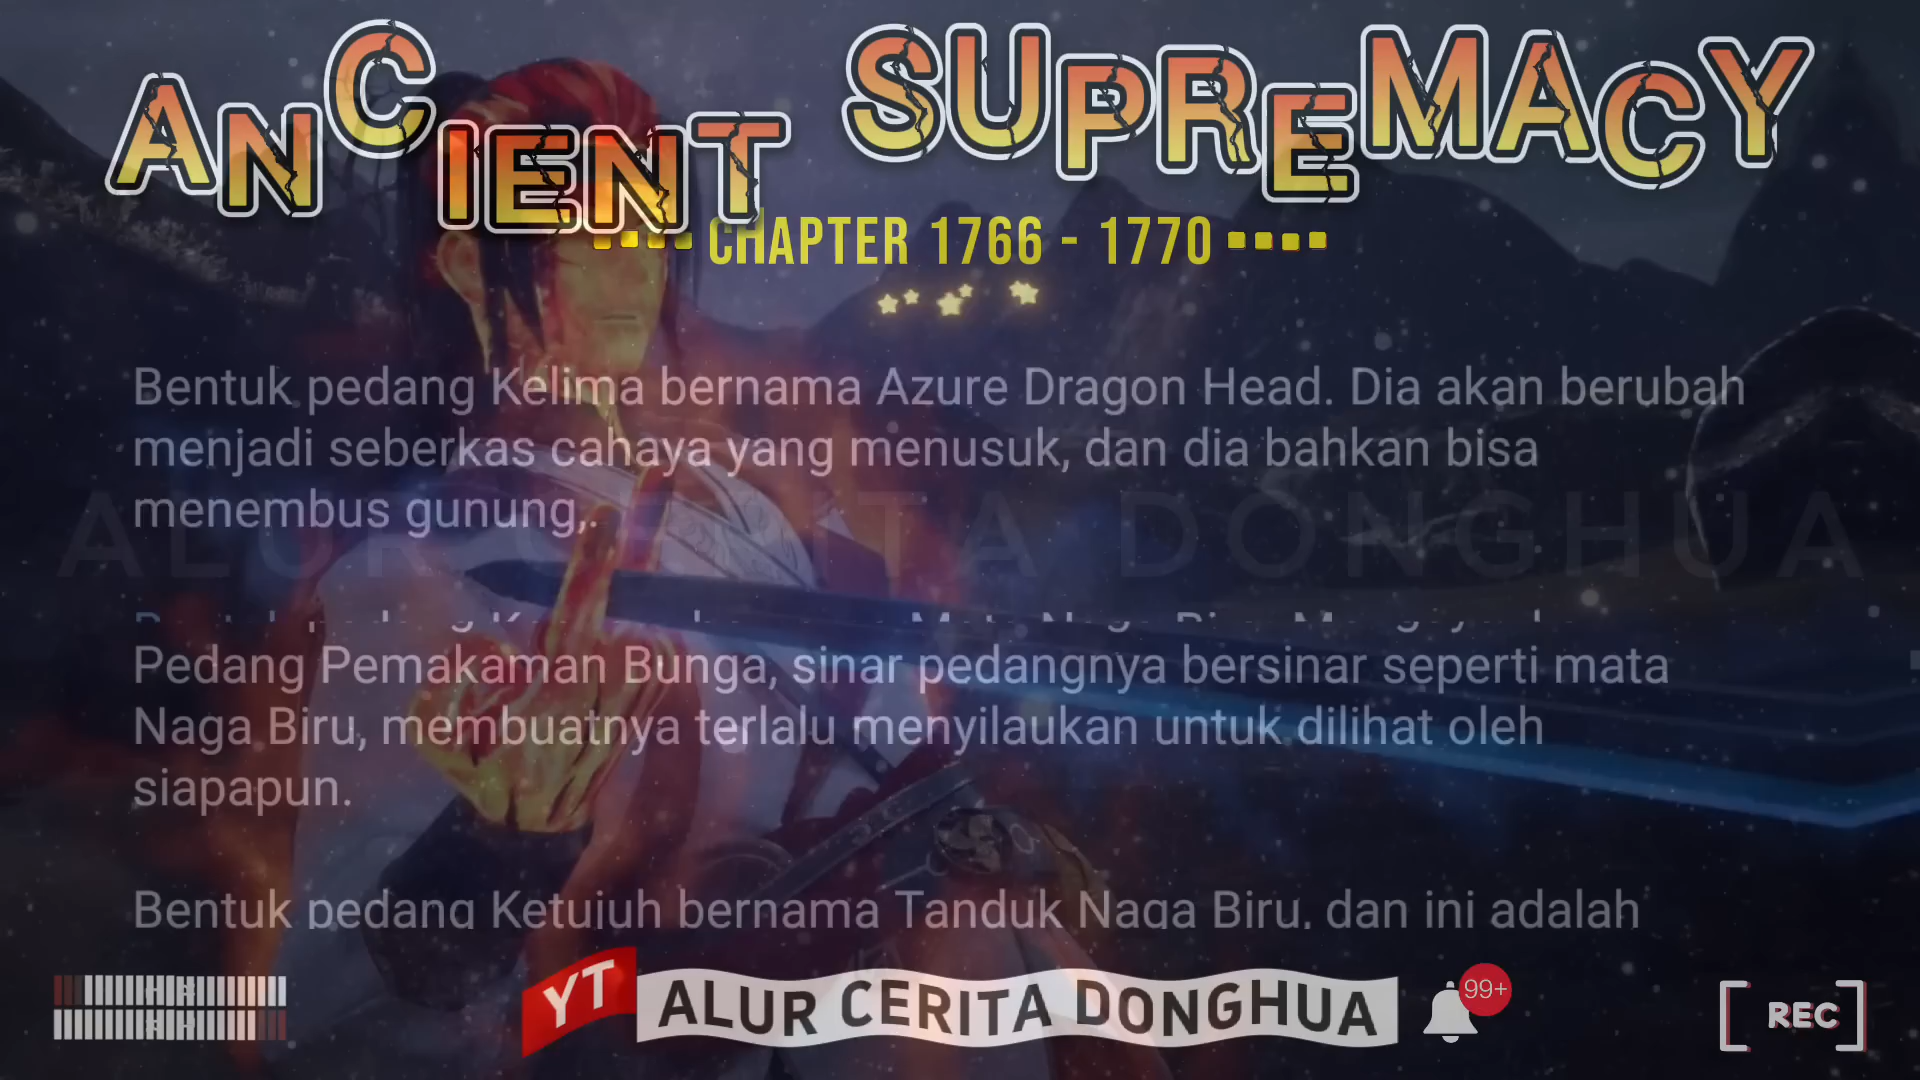 ANCIENT SUPREMACY
CHAPTER 1766 - 1770
Bentuk pedang Kelima bernama Azure Dragon Head. Dia akan berubah
menjadi seberkas cahaya yang menusuk, dan dia bahkan bisa
menembus gunung,.
ALUR CERITA DONGHUA
Pedang Pemakaman Bunga, sinar pedangnya bersinar seperti mata
Naga Biru, membuatnya terlalu menyilaukan untuk dilihat oleh
siapapun.
Bentuk pedang Ketujuh bernama Tanduk Naga Biru, dan ini adalah
YT ALUR CERITA DONGHUA 99+
REC